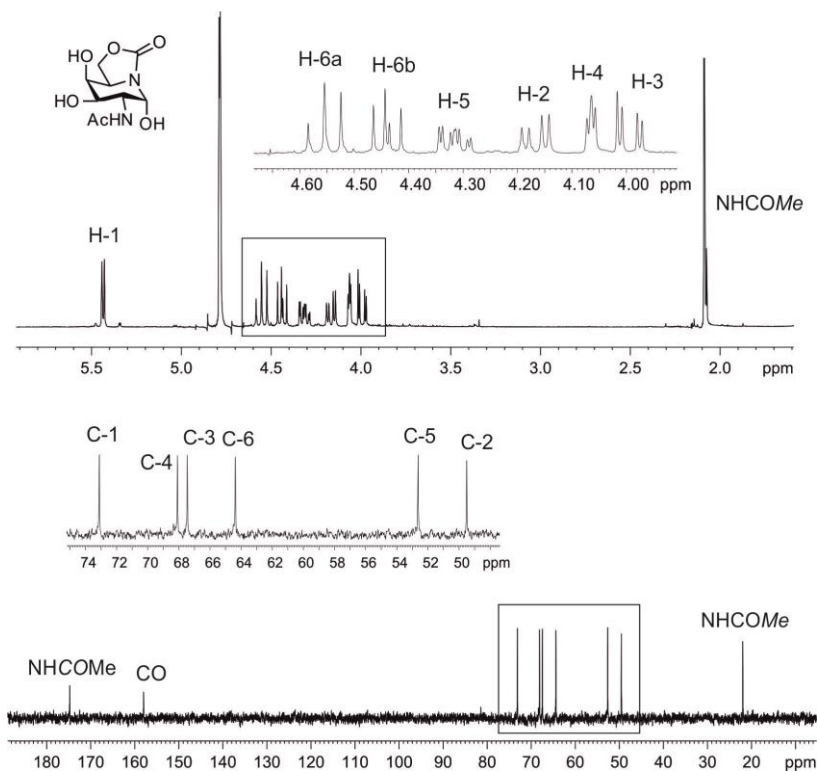 O
O
HO
N
HO
AcHN
OH
H-6a
H-6b
H-5
H-2
H-4
H-3
4.60 4.50 4.40 4.30 4.20 4.10 4.00 ppm
H-1
NHCOMe
5.5 5.0 4.5 4.0 3.5 3.0 2.5 2.0 ppm
C-1
C-4
C-3
C-6
C-5
C-2
74 72 70 68 66 64 62 60 58 56 54 52 50 ppm
NHCOMe
CO
NHCOMe
180 170 160 150 140 130 120 110 100 90 80 70 60 50 40 30 20 ppm